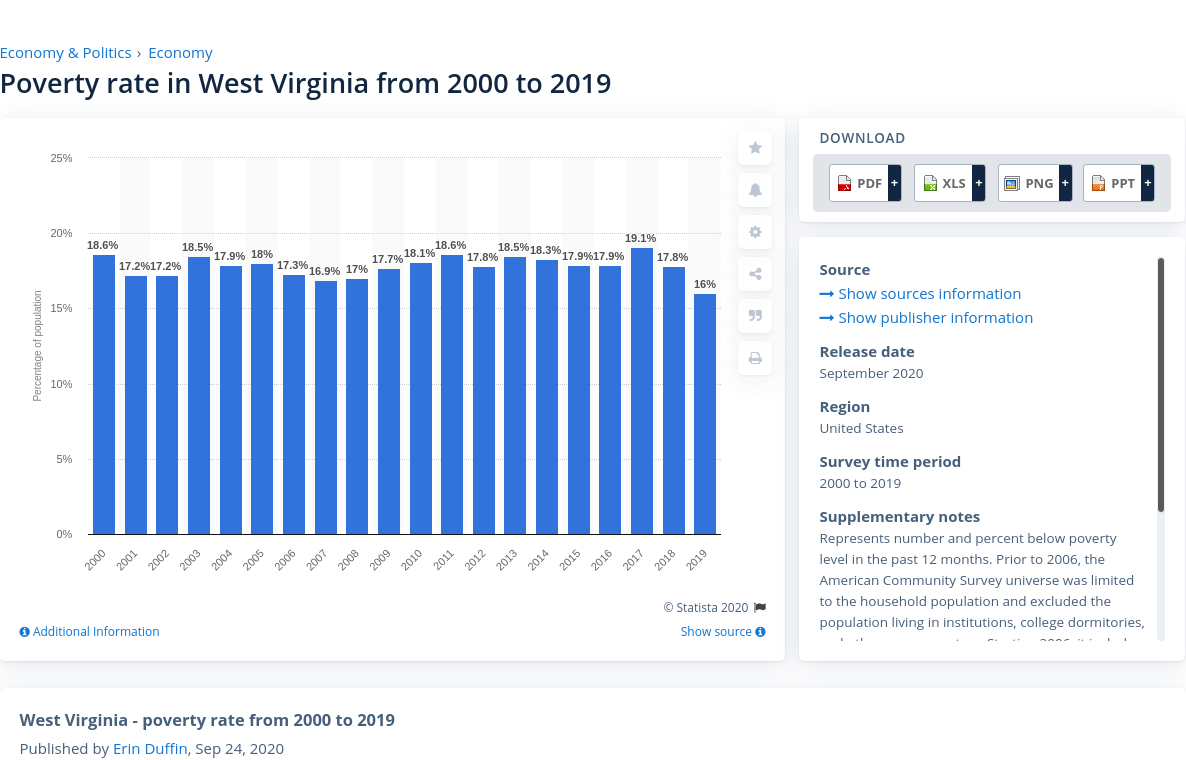 Economy & Politics › Economy
Poverty rate in West Virginia from 2000 to 2019
25%
20%
15%
10%
5%
0%
Percentage of population
18.6%
17.2%
17.2%
18.5%
17.9%
18%
17.3%
16.9%
17%
17.7%
18.1%
18.6%
17.8%
18.5%
18.3%
17.9%
17.9%
19.1%
17.8%
16%
2000
2001
2002
2003
2004
2005
2006
2007
2008
2009
2010
2011
2012
2013
2014
2015
2016
2017
2018
2019
© Statista 2020
Additional Information
Show source
DOWNLOAD
PDF + XLS + PNG + PPT +
Source
Show sources information
Show publisher information
Release date
September 2020
Region
United States
Survey time period
2000 to 2019
Supplementary notes
Represents number and percent below poverty
level in the past 12 months. Prior to 2006, the
American Community Survey universe was limited
to the household population and excluded the
population living in institutions, college dormitories,
West Virginia - poverty rate from 2000 to 2019
Published by Erin Duffin, Sep 24, 2020